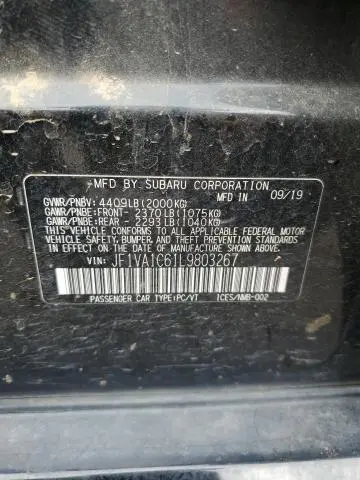 MFD BY SUBARU CORPORATION
GVWR/PNBV: 4409LB(2000KG) MFD IN 09/19
GAWR/PNBE:FRONT- 2370LB(1075KG)
GAWR/PNBE:REAR - 2293LB(1040KG)
THIS VEHICLE CONFORMS TO ALL APPLICABLE FEDERAL MOTOR
VEHICLE SAFETY, BUMPER, AND THEFT PREVENTION STANDARDS
IN EFFECT ON THE DATE OF MANUFACTURE SHOWN ABOVE.
VIN: JF1VA1G61L9803267
PASSENGER CAR TYPE:PC/VT ICES/NMB-002